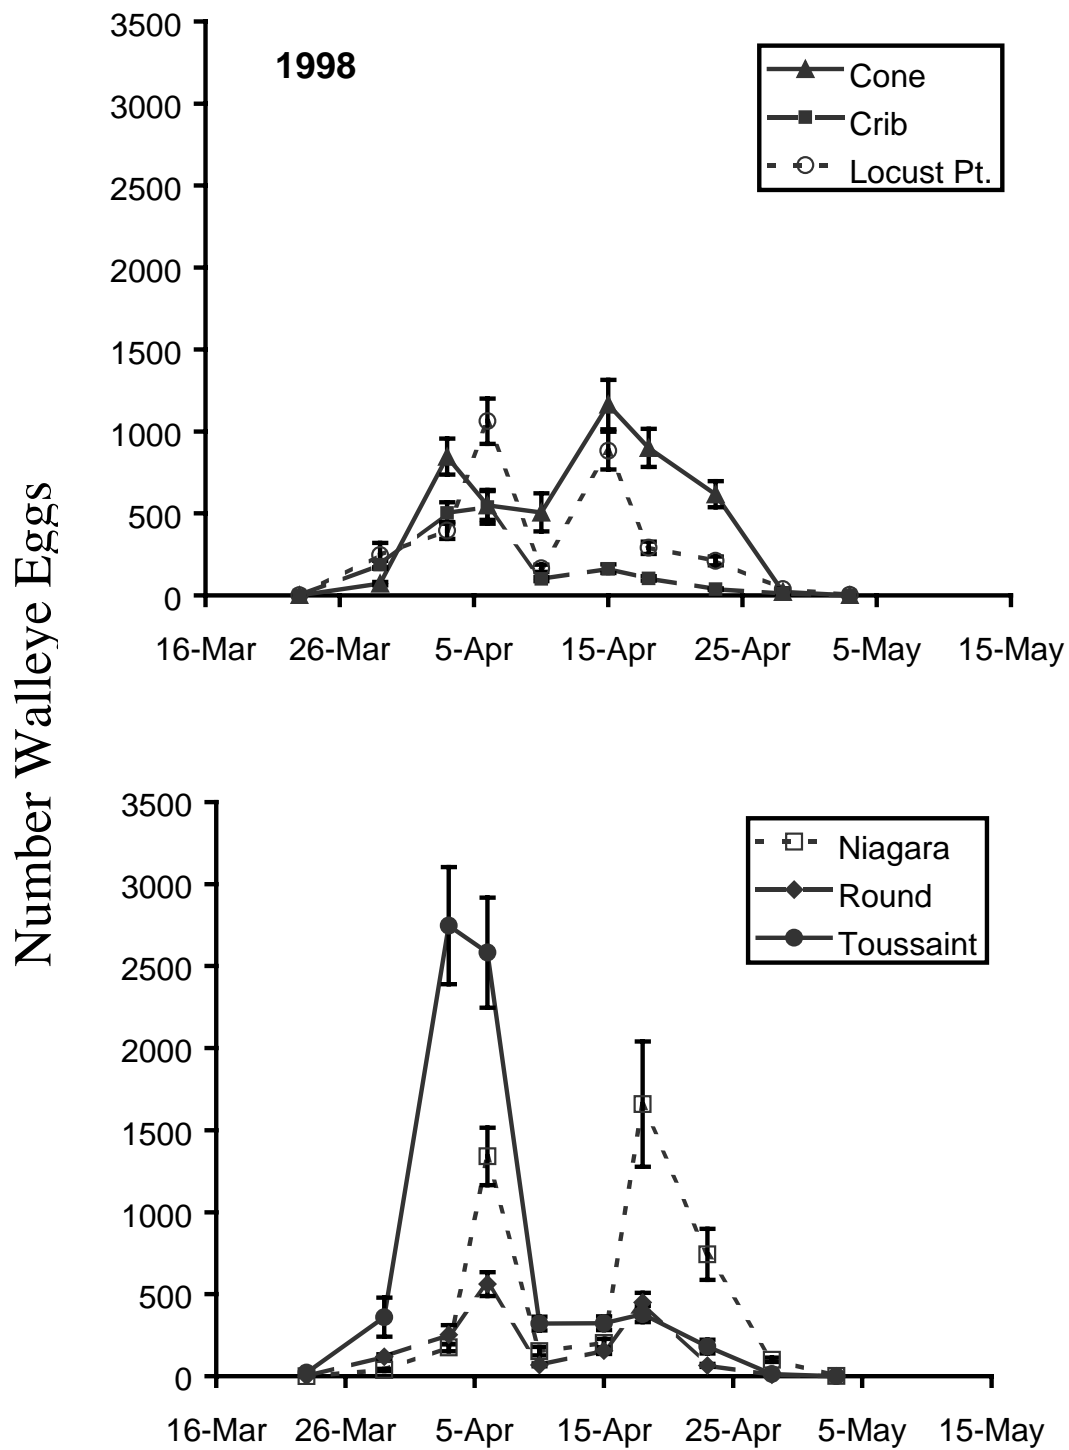 3500
1998
Cone
3000
Crib
Locust Pt.
2500
2000
1500
1000
500
0
16-Mar 26-Mar 5-Apr 15-Apr 25-Apr 5-May 15-May
Number Walleye Eggs
3500
Niagara
3000
Round
Toussaint
2500
2000
1500
1000
500
0
16-Mar 26-Mar 5-Apr 15-Apr 25-Apr 5-May 15-May